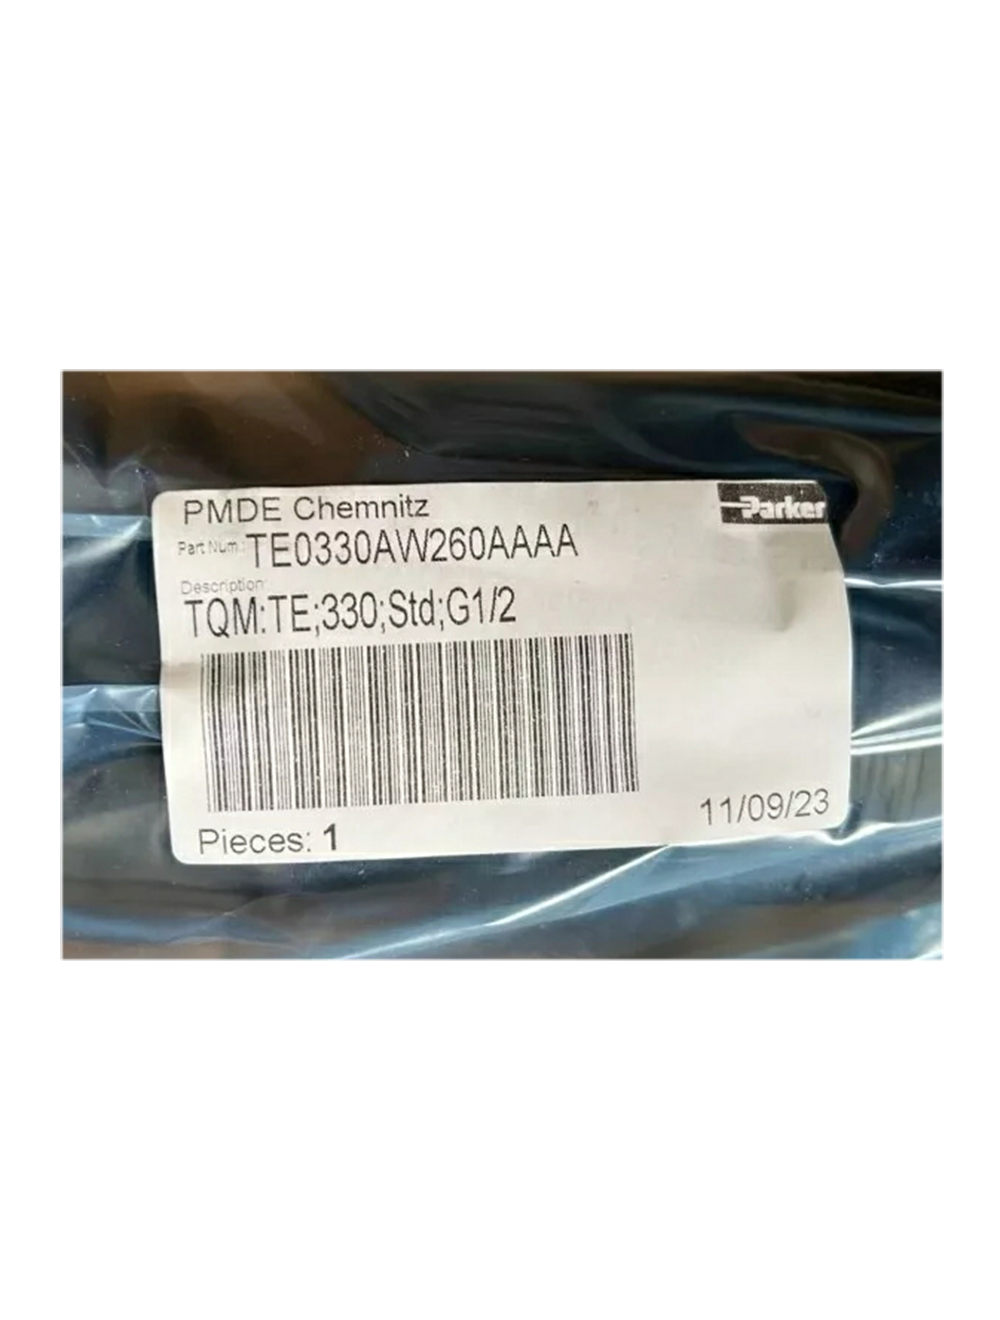 PMDE Chemnitz
Parker
Part Num.: TE0330AW260AAAA
Description:
TQM:TE;330;Std;G1/2
Pieces: 1
11/09/23